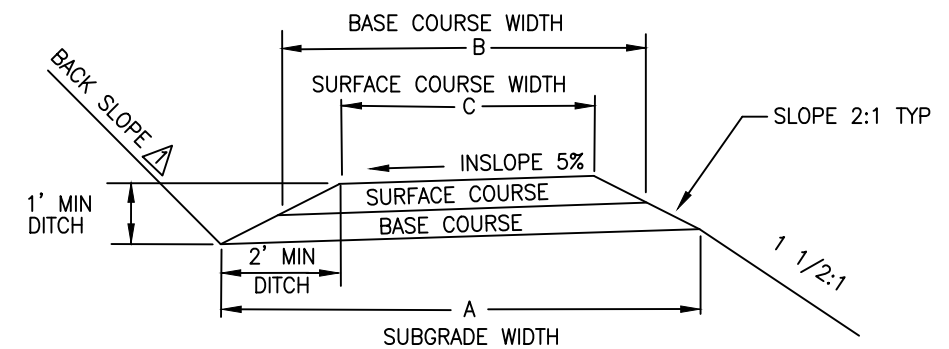 BASE COURSE WIDTH
B
SURFACE COURSE WIDTH
C
BACK SLOPE 1
SLOPE 2:1 TYP
INSLOPE 5%
SURFACE COURSE
1' MIN
DITCH
BASE COURSE
2' MIN
DITCH
1 1/2:1
A
SUBGRADE WIDTH